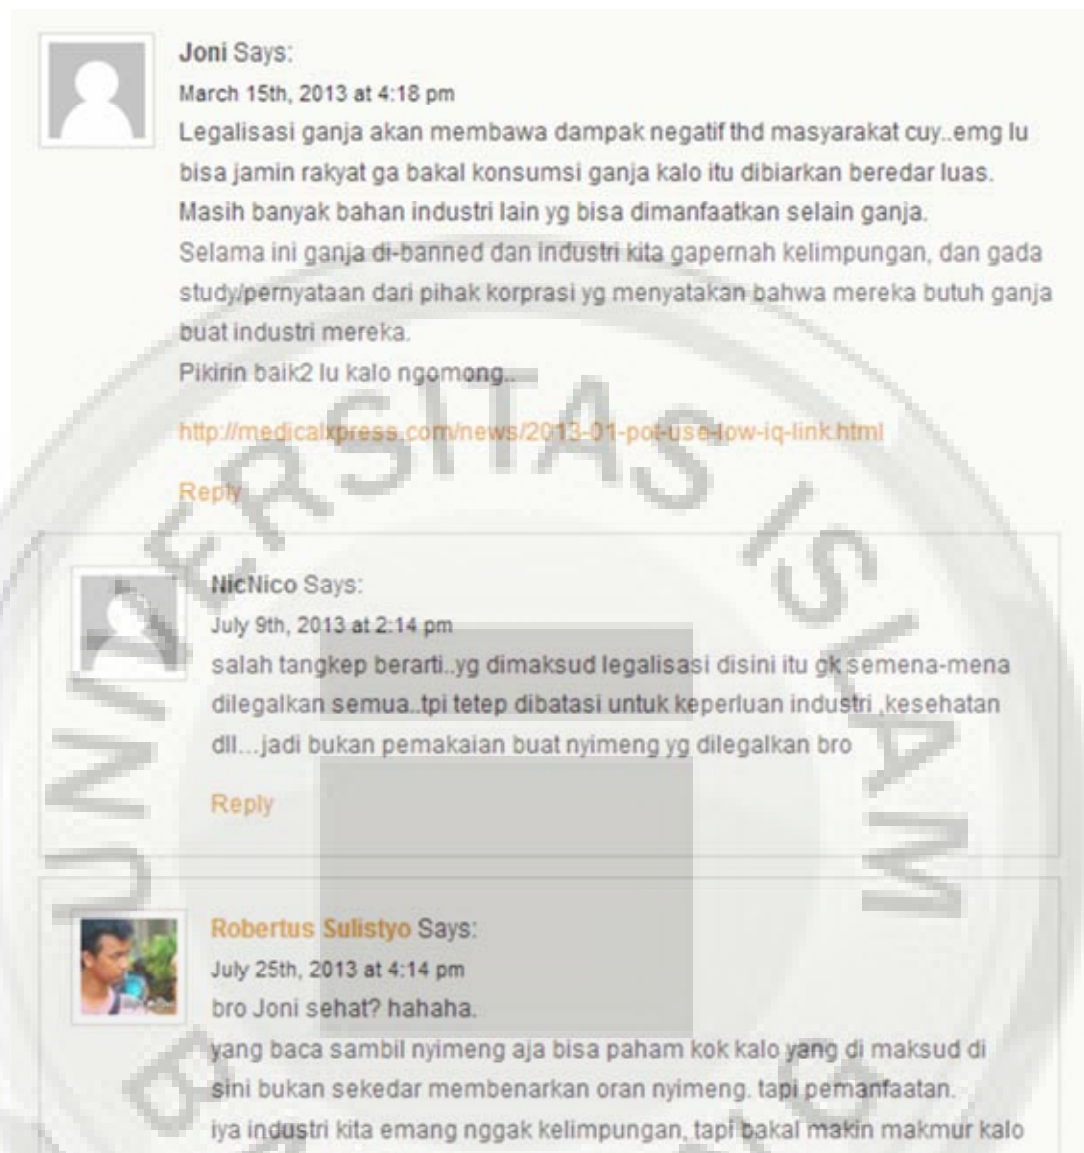 Joni Says:
March 15th, 2013 at 4:18 pm
Legalisasi ganja akan membawa dampak negatif thd masyarakat cuy..emg lu
bisa jamin rakyat ga bakal konsumsi ganja kalo itu dibiarkan beredar luas.
Masih banyak bahan industri lain yg bisa dimanfaatkan selain ganja.
Selama ini ganja di-banned dan industri kita gapernah kelimpungan, dan gada
study/pernyataan dari pihak korprasi yg menyatakan bahwa mereka butuh ganja
buat industri mereka.
Pikirin baik2 lu kalo ngomong..
http://medicalxpress.com/news/2013-01-pot-use-low-iq-link.html
Reply
NicNico Says:
July 9th, 2013 at 2:14 pm
salah tangkep berarti..yg dimaksud legalisasi disini itu gk semena-mena
dilegalkan semua..tpi tetep dibatasi untuk keperluan industri ,kesehatan
dll...jadi bukan pemakaian buat nyimeng yg dilegalkan bro
Reply
Robertus Sulistyo Says:
July 25th, 2013 at 4:14 pm
bro Joni sehat? hahaha.
yang baca sambil nyimeng aja bisa paham kok kalo yang di maksud di
sini bukan sekedar membenarkan oran nyimeng. tapi pemanfaatan.
iya industri kita emang nggak kelimpungan, tapi bakal makin makmur kalo
UNIVERSITAS ISLAM